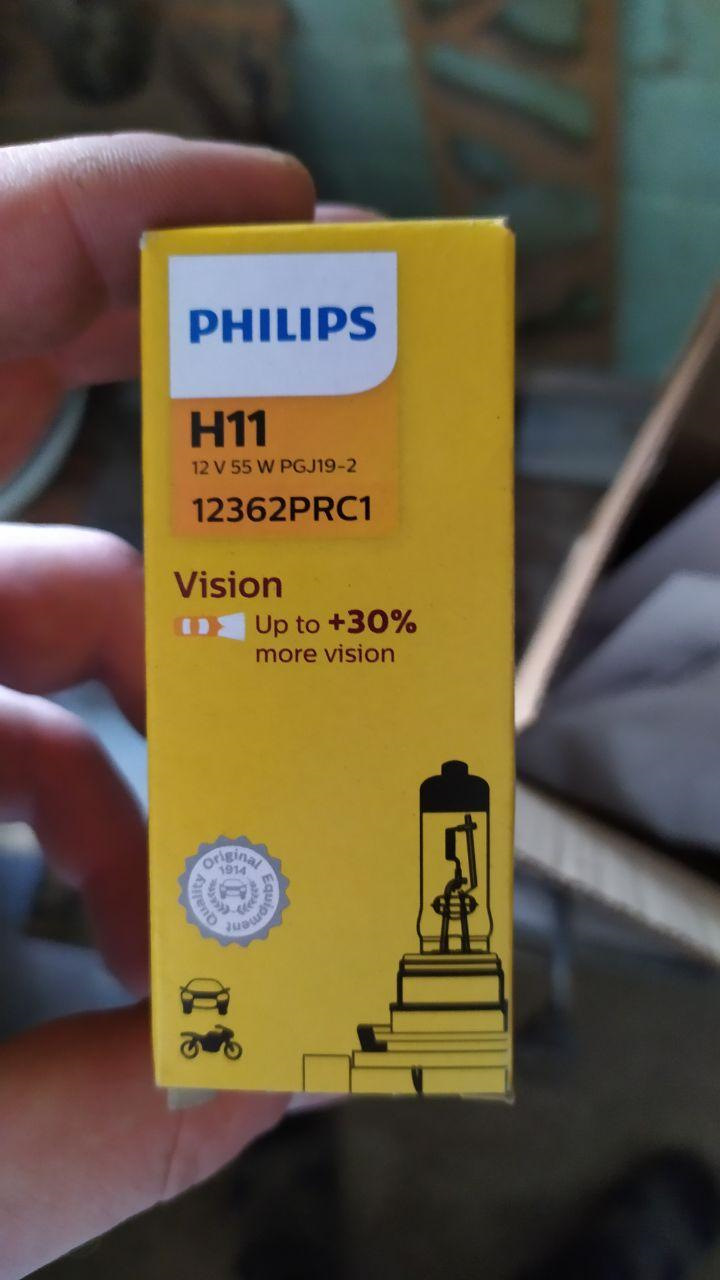 PHILIPS
H11
12 V 55 W PGJ19-2
12362PRC1
Vision
Up to +30%
more vision
Original
1914
Equipment
Quality